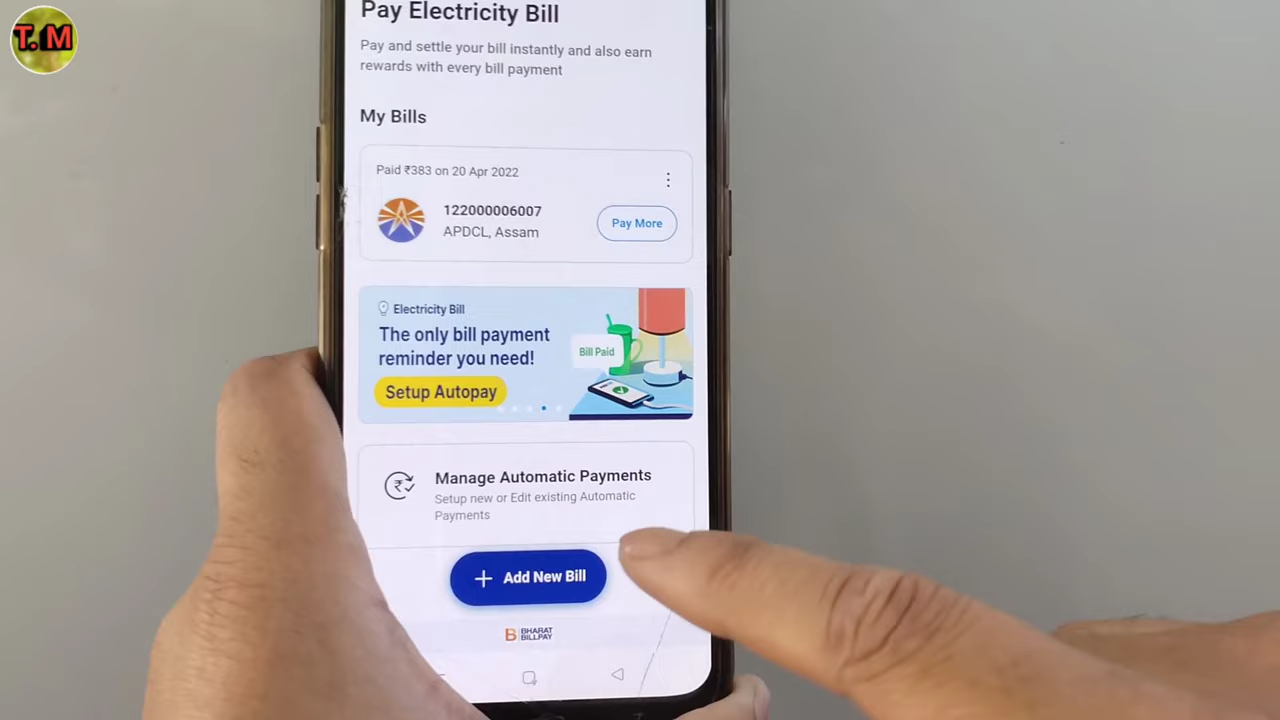 T. M
Pay Electricity Bill
Pay and settle your bill instantly and also earn
rewards with every bill payment
My Bills
Paid ₹383 on 20 Apr 2022
122000006007
APDCL, Assam
Pay More
Electricity Bill
The only bill payment
reminder you need!
Setup Autopay
Bill Paid
Manage Automatic Payments
Setup new or Edit existing Automatic
Payments
+ Add New Bill
B BHARAT
BILLPAY